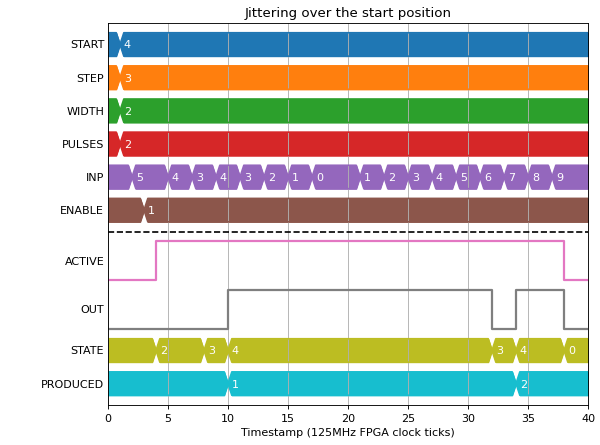 Jittering over the start position
START 4
STEP 3
WIDTH 2
PULSES 2
INP 5 4 3 4 3 2 1 0 1 2 3 4 5 6 7 8 9
ENABLE 1
ACTIVE
OUT
STATE 2 3 4 3 4 0
PRODUCED 1 2
0 5 10 15 20 25 30 35 40
Timestamp (125MHz FPGA clock ticks)